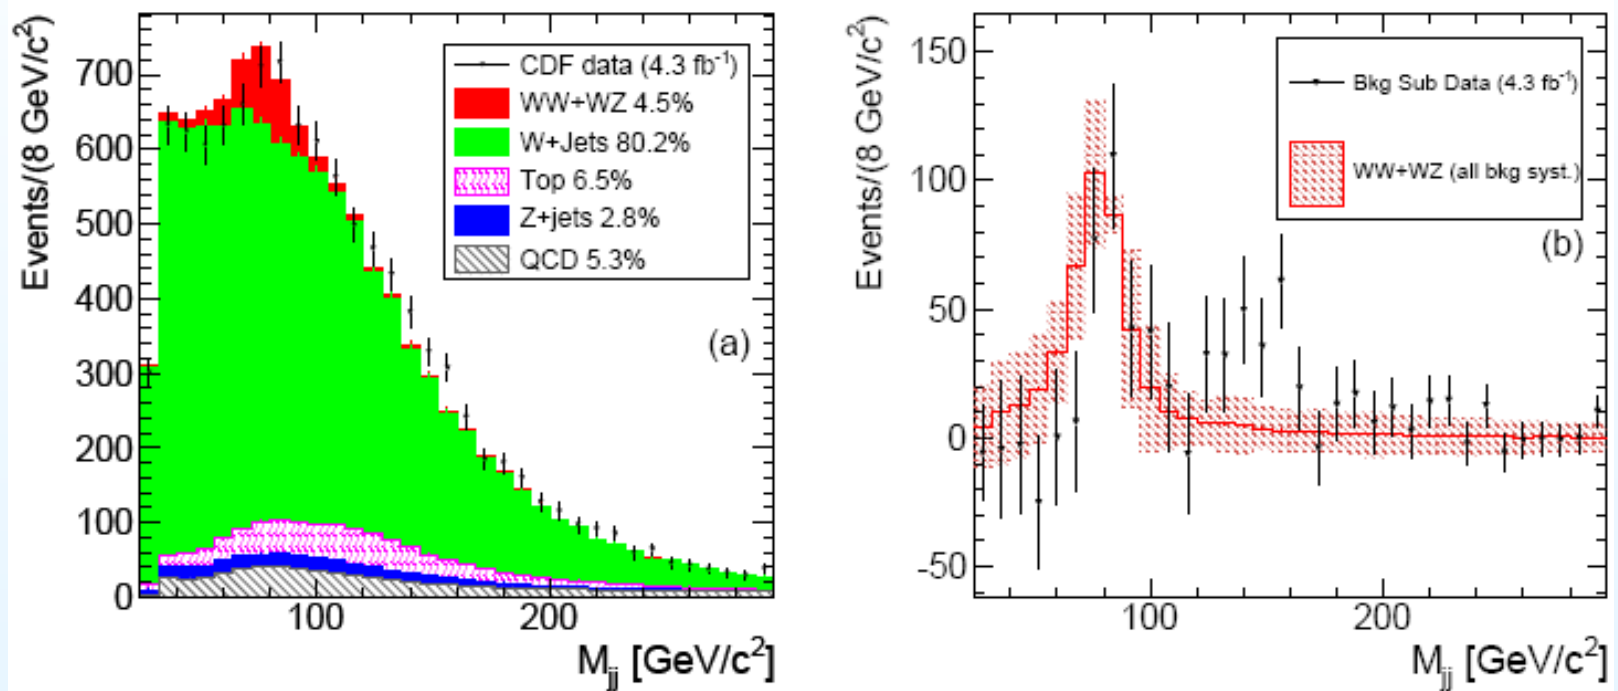 Events/(8 GeV/c²)
700
600
500
400
300
200
100
0
CDF data (4.3 fb⁻¹)
WW+WZ 4.5%
W+Jets 80.2%
Top 6.5%
Z+jets 2.8%
QCD 5.3%
(a)
100
200
M_jj [GeV/c²]
Events/(8 GeV/c²)
150
100
50
0
-50
Bkg Sub Data (4.3 fb⁻¹)
WW+WZ (all bkg syst.)
(b)
100
200
M_jj [GeV/c²]